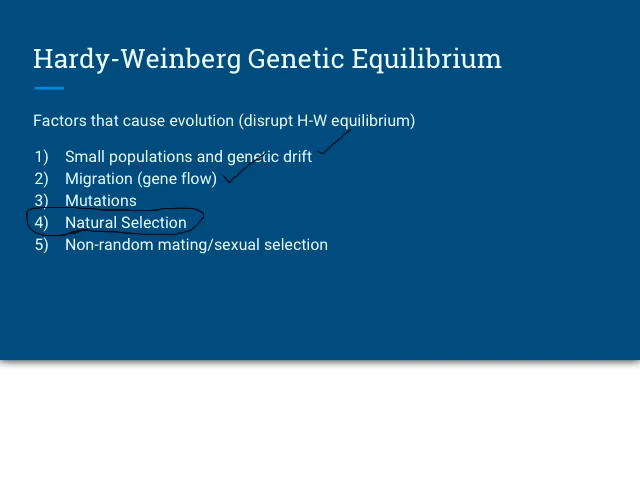 Hardy-Weinberg Genetic Equilibrium
Factors that cause evolution (disrupt H-W equilibrium)
1) Small populations and genetic drift
2) Migration (gene flow)
3) Mutations
4) Natural Selection
5) Non-random mating/sexual selection